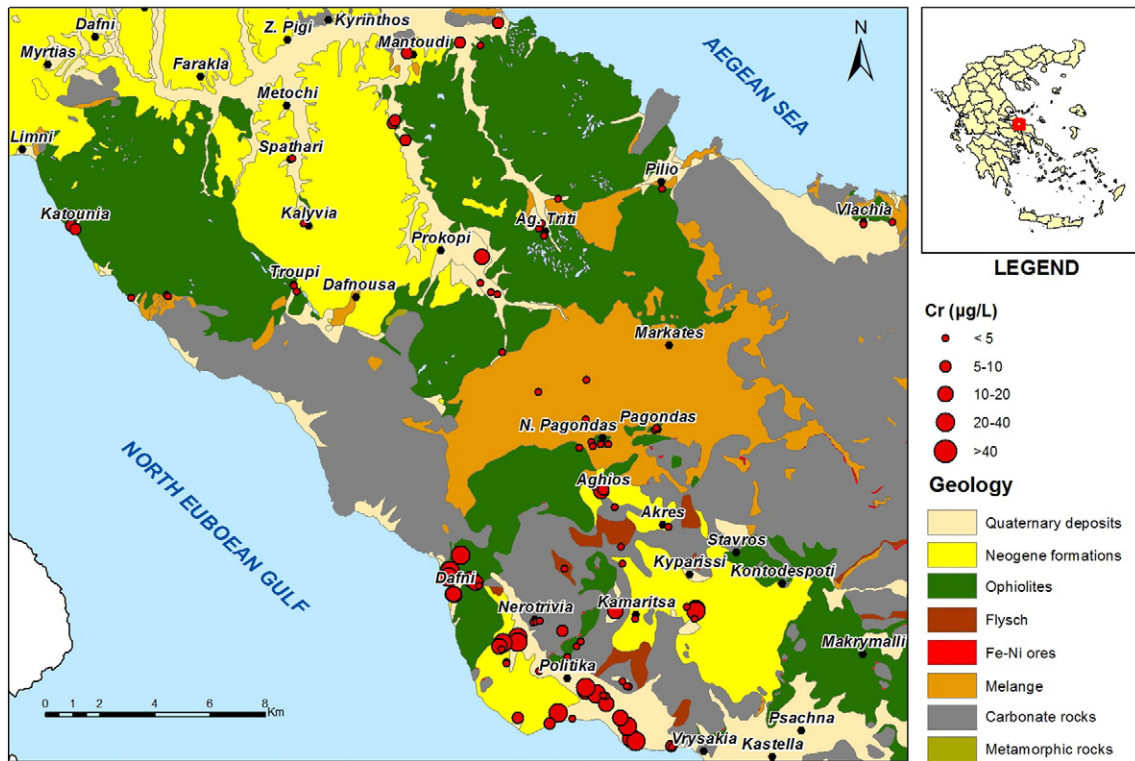 Dafni
Z. Pigi
Kyrinthos
Myrtias
Mantoudi
Farakla
Metochi
Limni
Spathari
Pilio
Katounia
Kalyvia
Ag. Triti
Vlachia
Prokopi
Troupi
Dafnousa
Markates
N. Pagondas
Pagondas
Aghios
Akres
Stavros
Dafni
Kyparissi
Kontodespoti
Nerotrivia
Kamaritsa
Makrymalli
Politika
Psachna
Vrysakia
Kastella
AEGEAN SEA
NORTH EUBOEAN GULF
N
0 1 2 4 6 8
Km
LEGEND
Cr (µg/L)
< 5
5-10
10-20
20-40
>40
Geology
Quaternary deposits
Neogene formations
Ophiolites
Flysch
Fe-Ni ores
Melange
Carbonate rocks
Metamorphic rocks